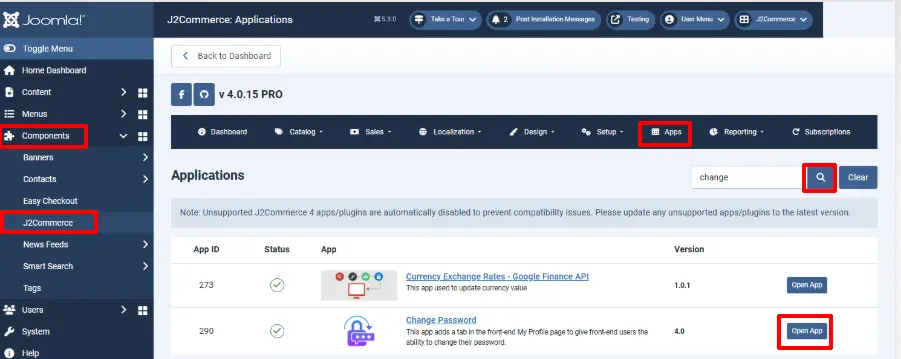 Joomla!
J2Commerce: Applications
5.3.0
Take a Tour
2 Post Installation Messages
Testing
User Menu
J2Commerce
Toggle Menu
Home Dashboard
Content
Menus
Components
Banners
Contacts
Easy Checkout
J2Commerce
News Feeds
Smart Search
Tags
Users
System
Help
Back to Dashboard
v 4.0.15 PRO
Dashboard
Catalog
Sales
Localization
Design
Setup
Apps
Reporting
Subscriptions
Applications
change
Clear
Note: Unsupported J2Commerce 4 apps/plugins are automatically disabled to prevent compatibility issues. Please update any unsupported apps/plugins to the latest version.
App ID Status App Version
273 Currency Exchange Rates - Google Finance API 1.0.1 Open App
This app used to update currency value
290 Change Password 4.0 Open App
This app adds a tab in the front-end My Profile page to give front-end users the
ability to change their password.